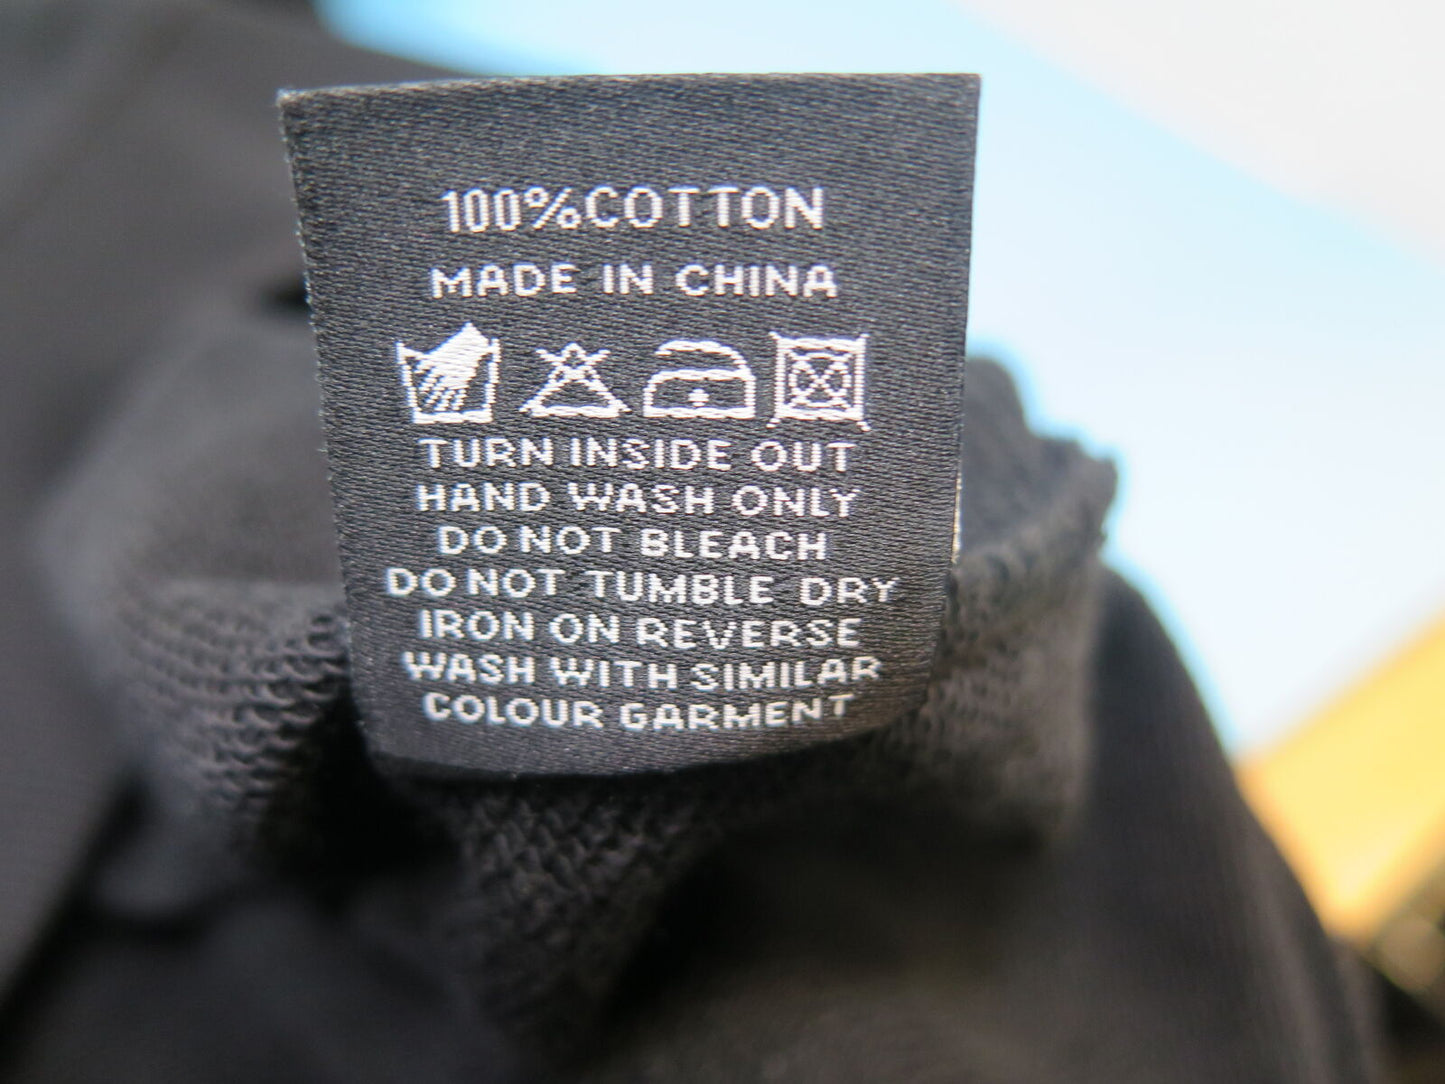 100%COTTON
MADE IN CHINA
TURN INSIDE OUT
HAND WASH ONLY
DO NOT BLEACH
DO NOT TUMBLE DRY
IRON ON REVERSE
WASH WITH SIMILAR
COLOUR GARMENT